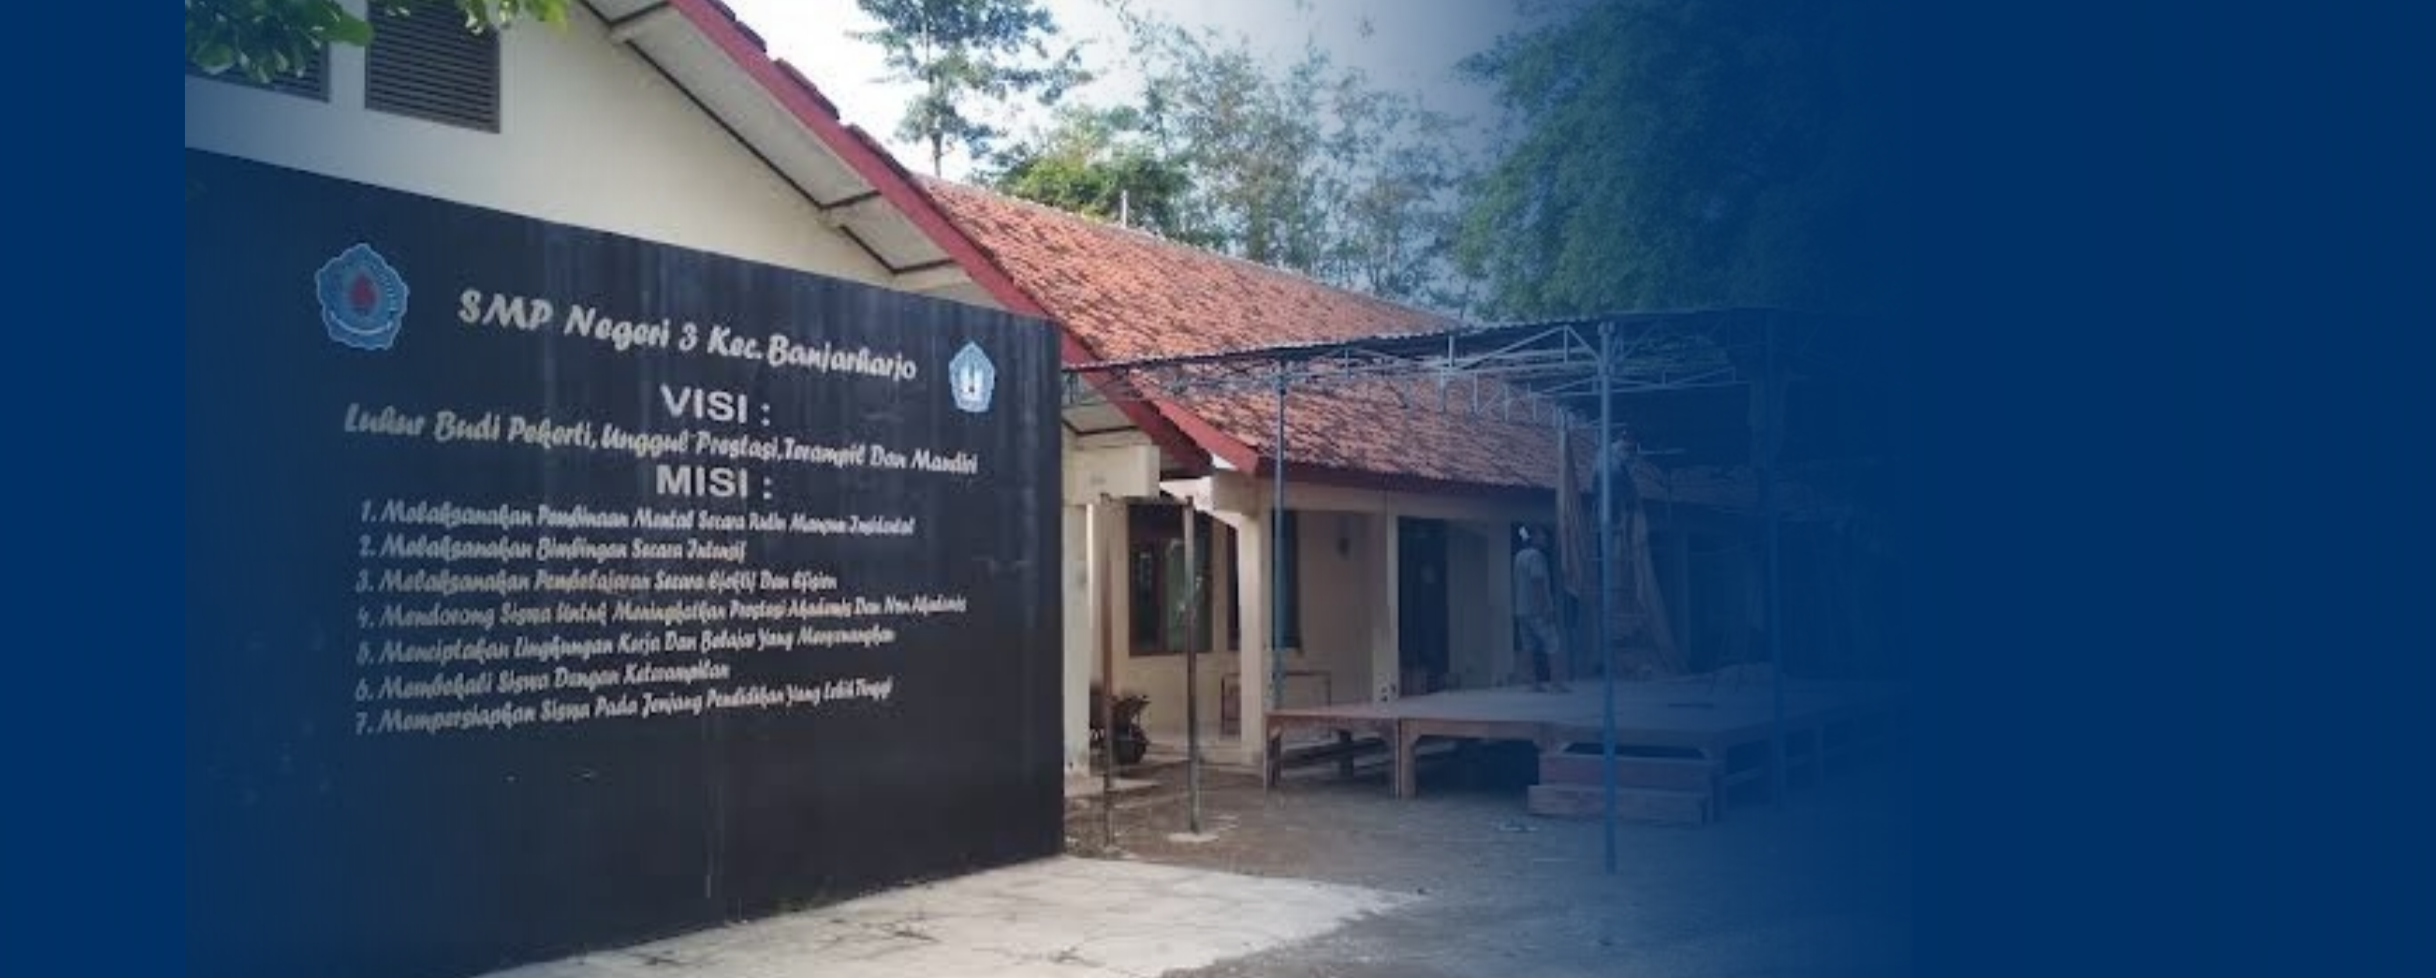 SMP Negeri 3 Kec. Banjarharjo
VISI :
Luhur Budi Pekerti, Unggul Prestasi, Terampil Dan Mandiri
MISI :
1. Melaksanakan Pembinaan Mental Secara Rutin Maupun Insidental
2. Melaksanakan Bimbingan Secara Intensif
3. Melaksanakan Pembelajaran Secara Efektif Dan Efisien
4. Mendorong Siswa Untuk Meningkatkan Prestasi Akademis Dan Non Akademis
5. Menciptakan Lingkungan Kerja Dan Belajar Yang Menyenangkan
6. Membekali Siswa Dengan Keterampilan
7. Mempersiapkan Siswa Pada Jenjang Pendidikan Yang Lebih Tinggi